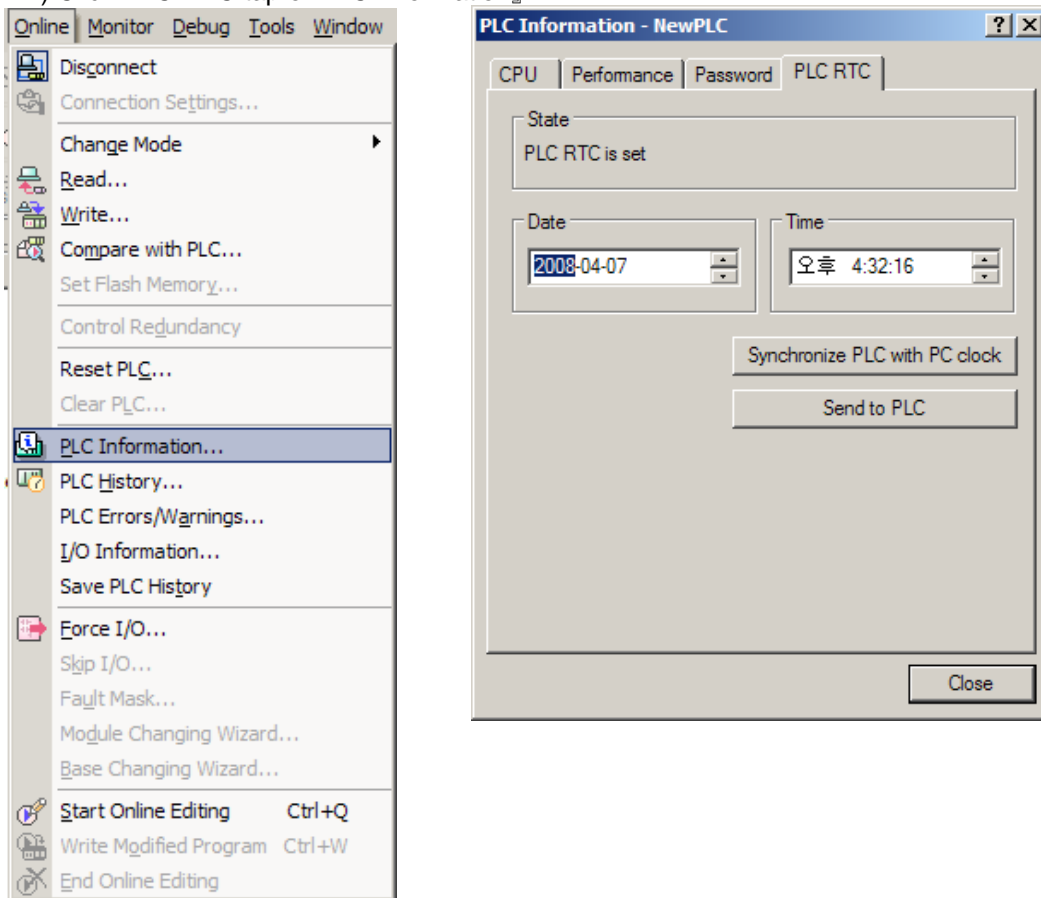 Online Monitor Debug Tools Window
Disconnect
Connection Settings...
Change Mode
Read...
Write...
Compare with PLC...
Set Flash Memory...
Control Redundancy
Reset PLC...
Clear PLC...
PLC Information...
PLC History...
PLC Errors/Warnings...
I/O Information...
Save PLC History
Force I/O...
Skip I/O...
Fault Mask...
Module Changing Wizard...
Base Changing Wizard...
Start Online Editing Ctrl+Q
Write Modified Program Ctrl+W
End Online Editing
PLC Information - NewPLC
CPU Performance Password PLC RTC
State
PLC RTC is set
Date Time
2008-04-07 오후 4:32:16
Synchronize PLC with PC clock
Send to PLC
Close